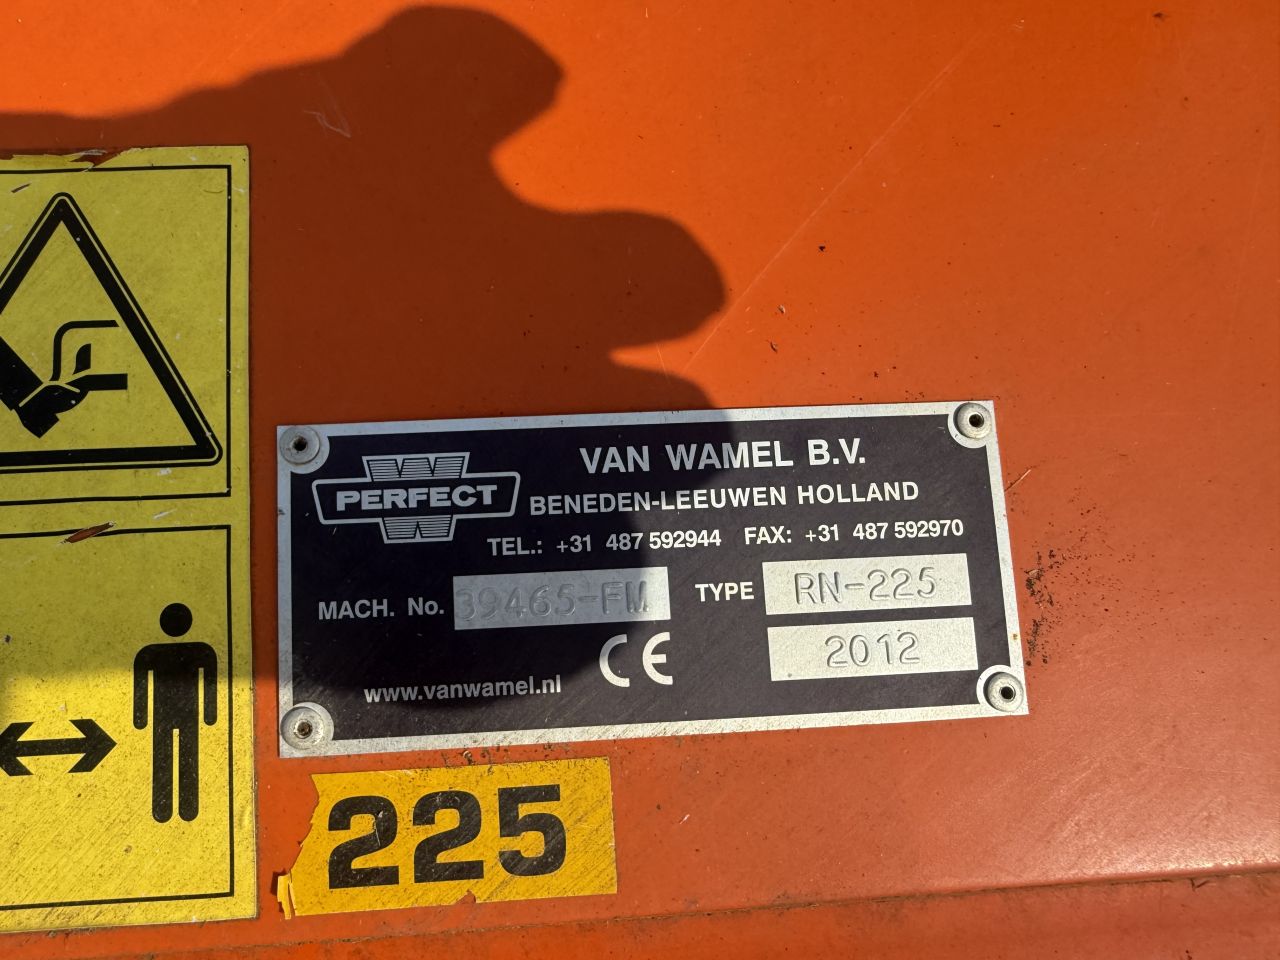 PERFECT
VAN WAMEL B.V.
BENEDEN-LEEUWEN HOLLAND
TEL.: +31 487 592944 FAX: +31 487 592970
MACH. No. 39465-FM TYPE RN-225
2012
CE
www.vanwamel.nl
225